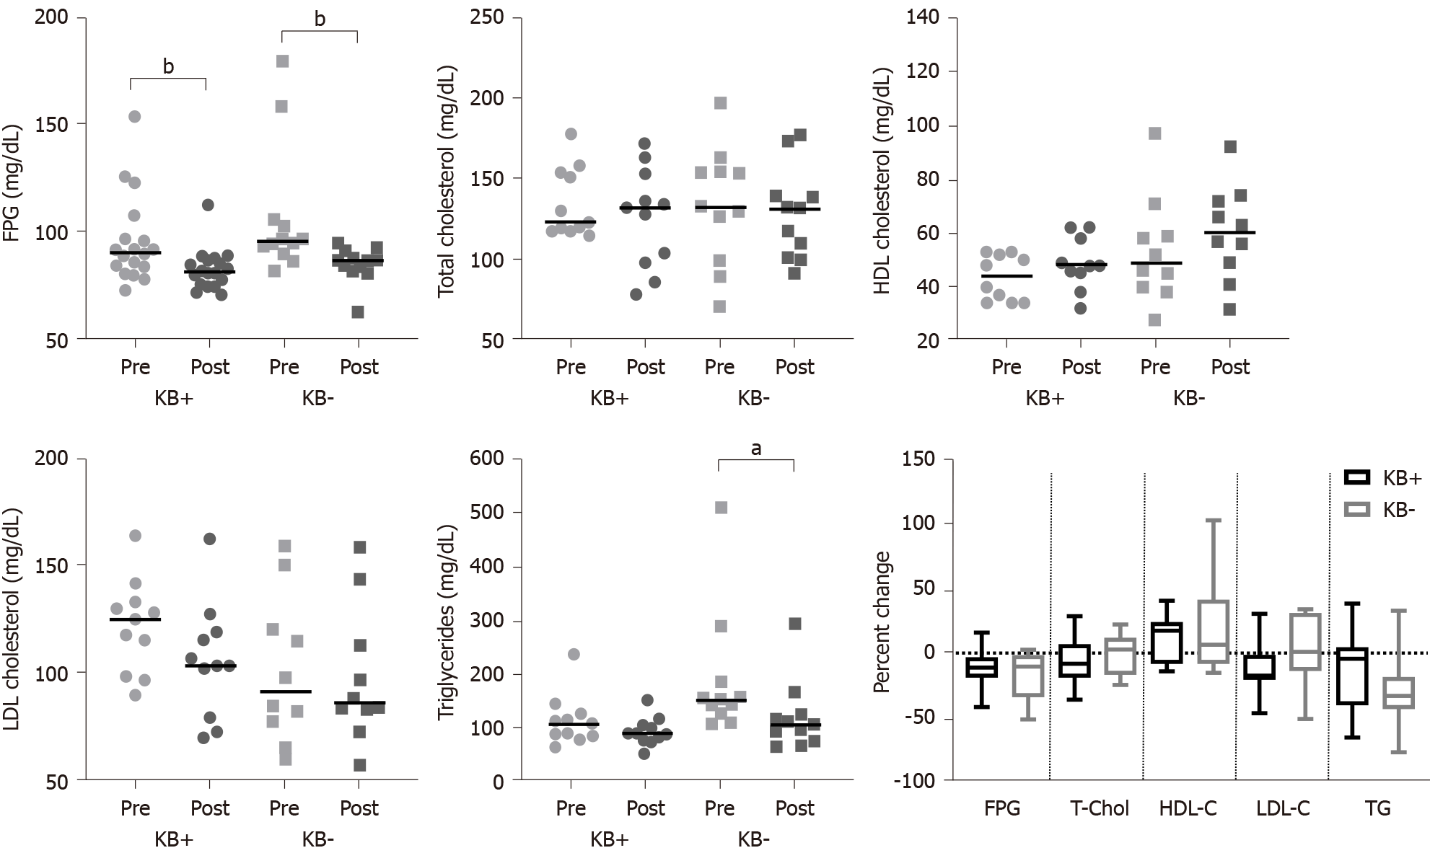 FPG (mg/dL)
200
150
100
50
b
b
Pre Post Pre Post
KB+ KB-
Total cholesterol (mg/dL)
250
200
150
100
50
Pre Post Pre Post
KB+ KB-
HDL cholesterol (mg/dL)
140
120
100
80
60
40
20
Pre Post Pre Post
KB+ KB-
LDL cholesterol (mg/dL)
200
150
100
50
Pre Post Pre Post
KB+ KB-
Triglycerides (mg/dL)
600
500
400
300
200
100
0
a
Pre Post Pre Post
KB+ KB-
Percent change
150
100
50
0
-50
-100
KB+
KB-
FPG T-Chol HDL-C LDL-C TG